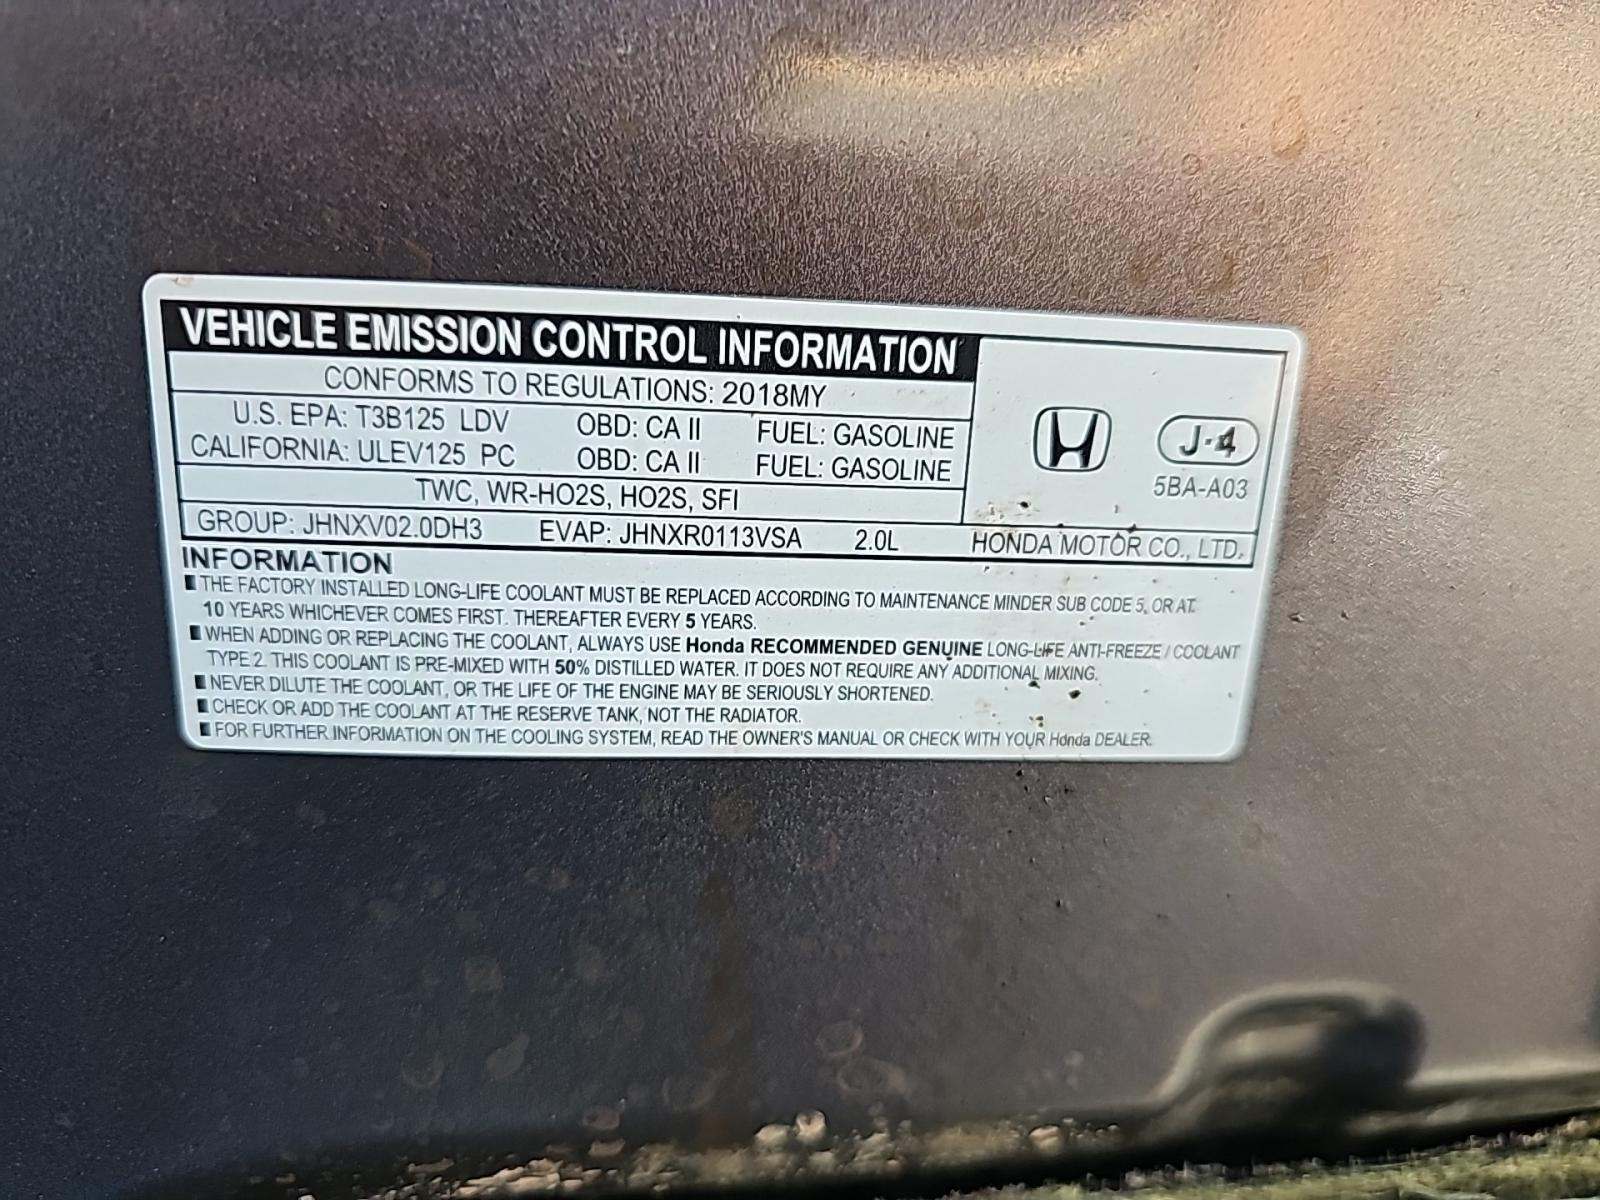 VEHICLE EMISSION CONTROL INFORMATION
CONFORMS TO REGULATIONS: 2018MY
U.S. EPA: T3B125 LDV OBD: CA II FUEL: GASOLINE
CALIFORNIA: ULEV125 PC OBD: CA II FUEL: GASOLINE
TWC, WR-HO2S, HO2S, SFI
J-4
5BA-A03
GROUP: JHNXV02.0DH3 EVAP: JHNXR0113VSA 2.0L HONDA MOTOR CO., LTD.
INFORMATION
■ THE FACTORY INSTALLED LONG-LIFE COOLANT MUST BE REPLACED ACCORDING TO MAINTENANCE MINDER SUB CODE 5, OR AT
10 YEARS WHICHEVER COMES FIRST. THEREAFTER EVERY 5 YEARS.
■ WHEN ADDING OR REPLACING THE COOLANT, ALWAYS USE Honda RECOMMENDED GENUINE LONG-LIFE ANTI-FREEZE / COOLANT
TYPE 2. THIS COOLANT IS PRE-MIXED WITH 50% DISTILLED WATER. IT DOES NOT REQUIRE ANY ADDITIONAL MIXING.
■ NEVER DILUTE THE COOLANT, OR THE LIFE OF THE ENGINE MAY BE SERIOUSLY SHORTENED.
■ CHECK OR ADD THE COOLANT AT THE RESERVE TANK, NOT THE RADIATOR.
■ FOR FURTHER INFORMATION ON THE COOLING SYSTEM, READ THE OWNER'S MANUAL OR CHECK WITH YOUR Honda DEALER.